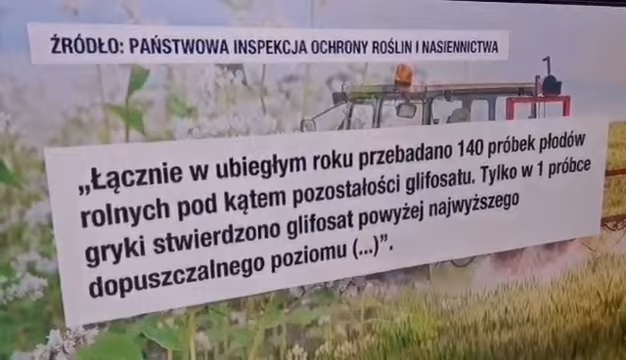 ŹRÓDŁO: PAŃSTWOWA INSPEKCJA OCHRONY ROŚLIN I NASIENNICTWA
„Łącznie w ubiegłym roku przebadano 140 próbek płodów
rolnych pod kątem pozostałości glifosatu. Tylko w 1 próbce
gryki stwierdzono glifosat powyżej najwyższego
dopuszczalnego poziomu (...)”.